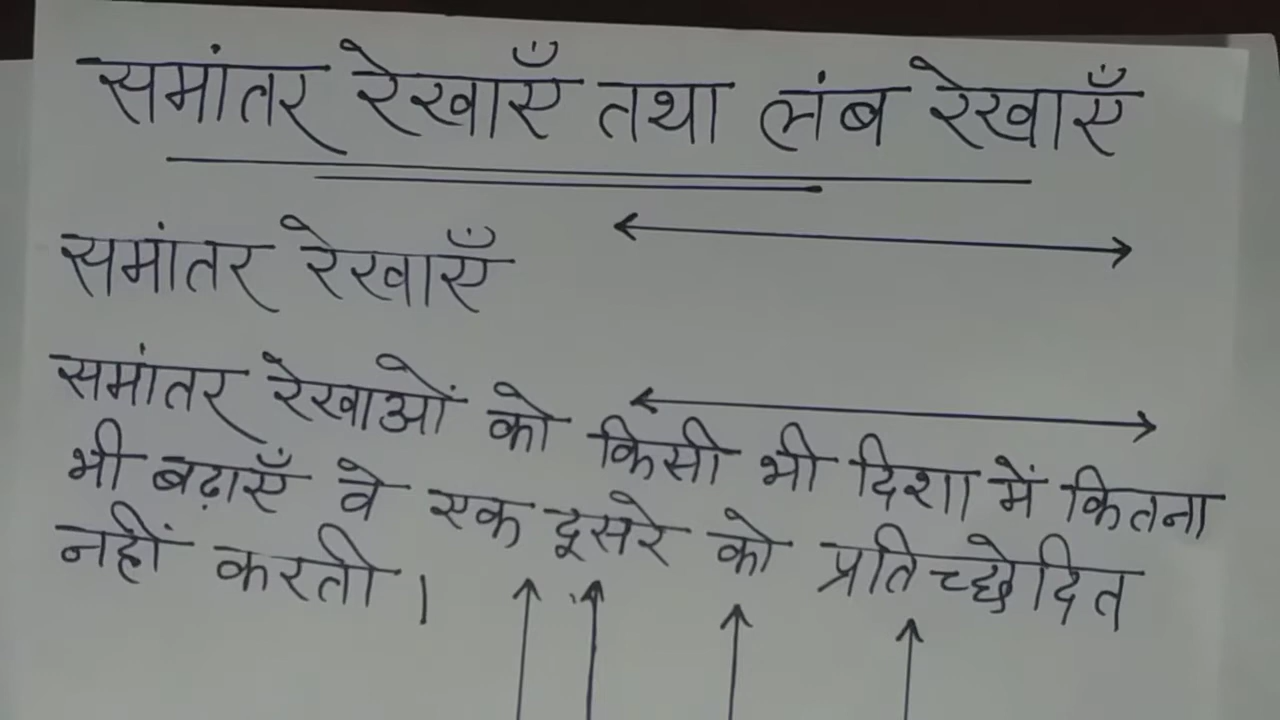 समांतर रेखाएँ तथा लंब रेखाएँ
समांतर रेखाएँ
समांतर रेखाओं को किसी भी दिशा में कितना
भी बढ़ाएँ वे एक दूसरे को प्रतिच्छेदित
नहीं करती।